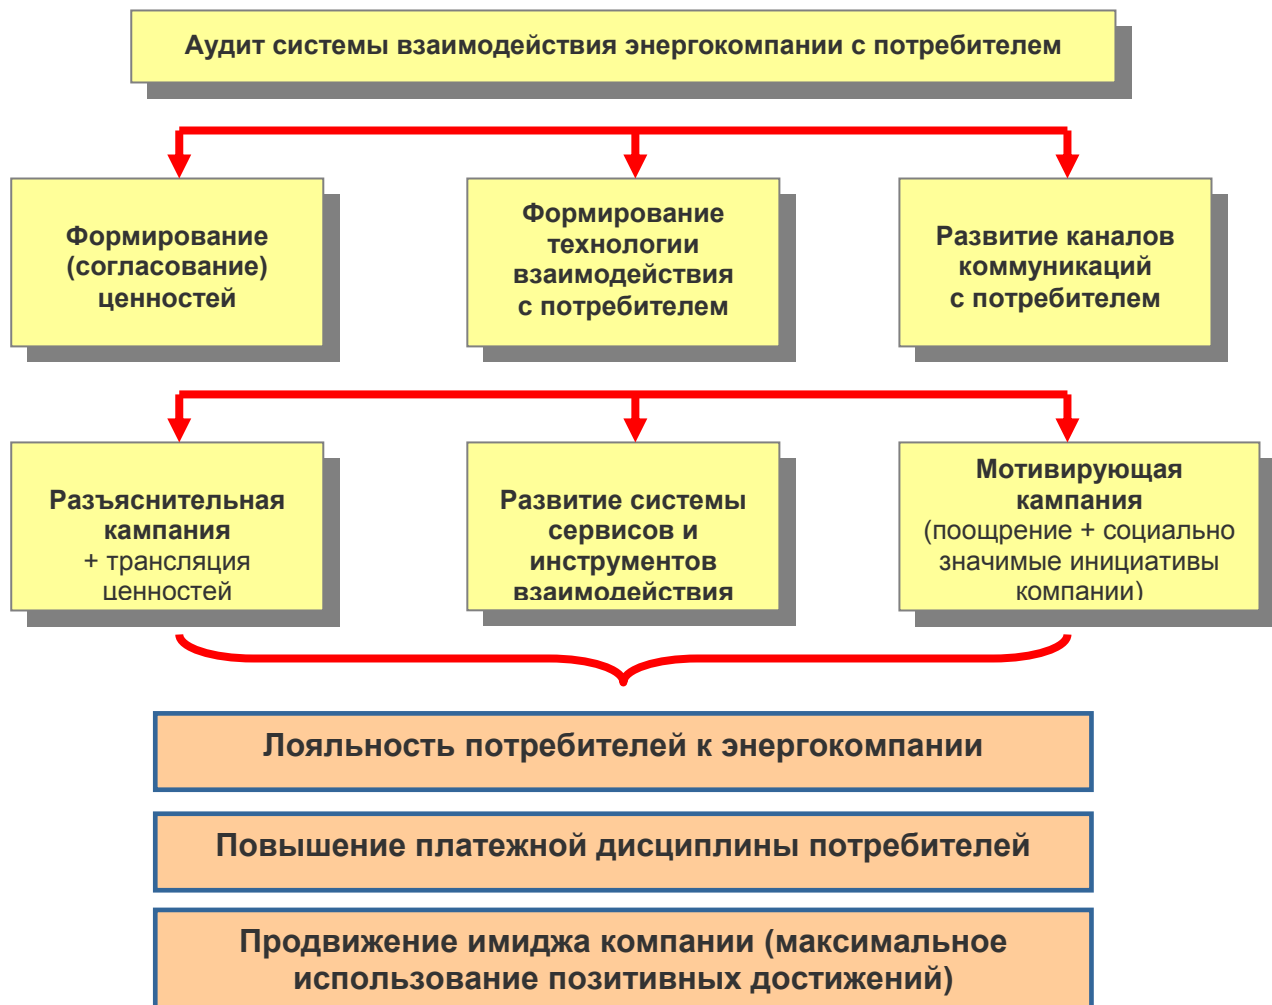 Аудит системы взаимодействия энергокомпании с потребителем
Формирование
(согласование)
ценностей
Формирование
технологии
взаимодействия
с потребителем
Развитие каналов
коммуникаций
с потребителем
Разъяснительная
кампания
+ трансляция
ценностей
Развитие системы
сервисов и
инструментов
взаимодействия
Мотивирующая
кампания
(поощрение + социально
значимые инициативы
компании)
Лояльность потребителей к энергокомпании
Повышение платежной дисциплины потребителей
Продвижение имиджа компании (максимальное
использование позитивных достижений)